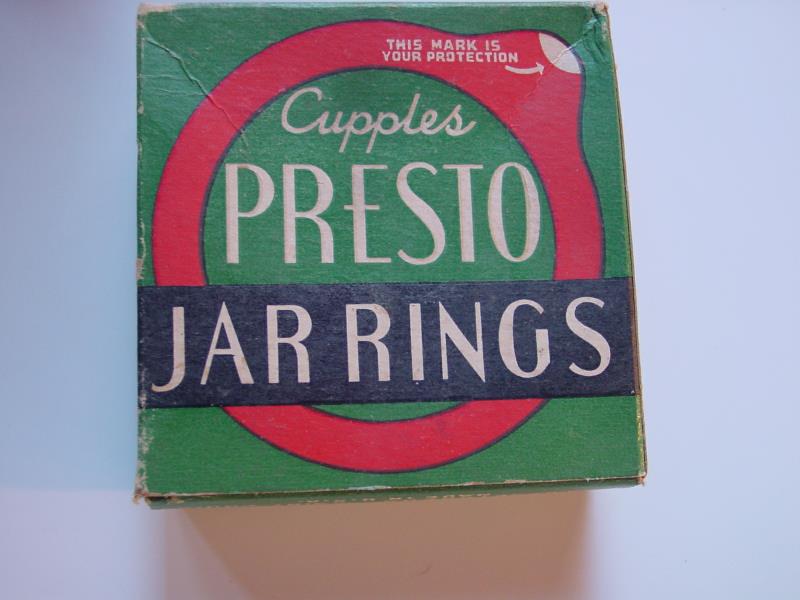 THIS MARK IS
YOUR PROTECTION
Cupples
PRESTO
JAR RINGS